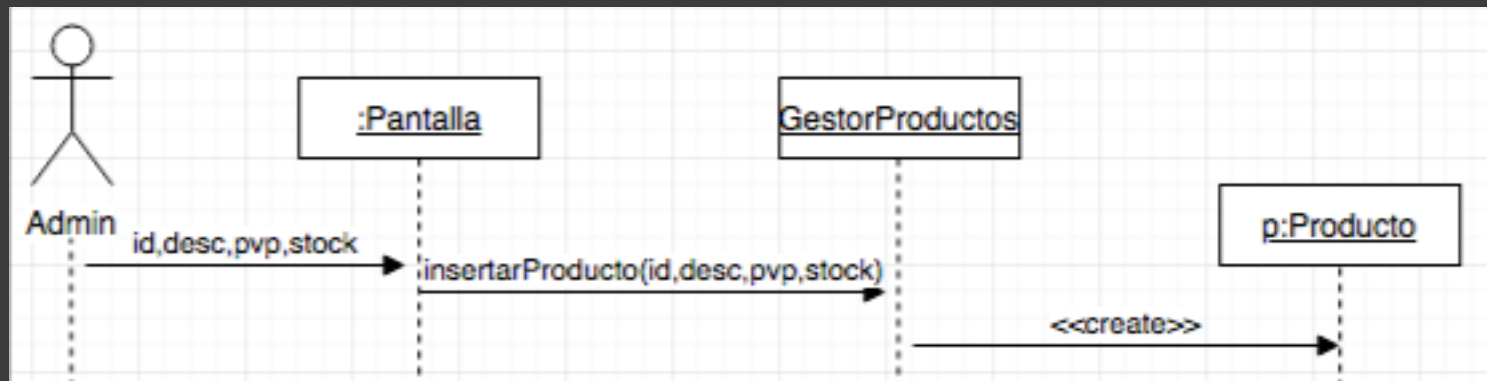 :Pantalla
GestorProductos
Admin
p:Producto
id,desc,pvp,stock
insertarProducto(id,desc,pvp,stock)
<<create>>